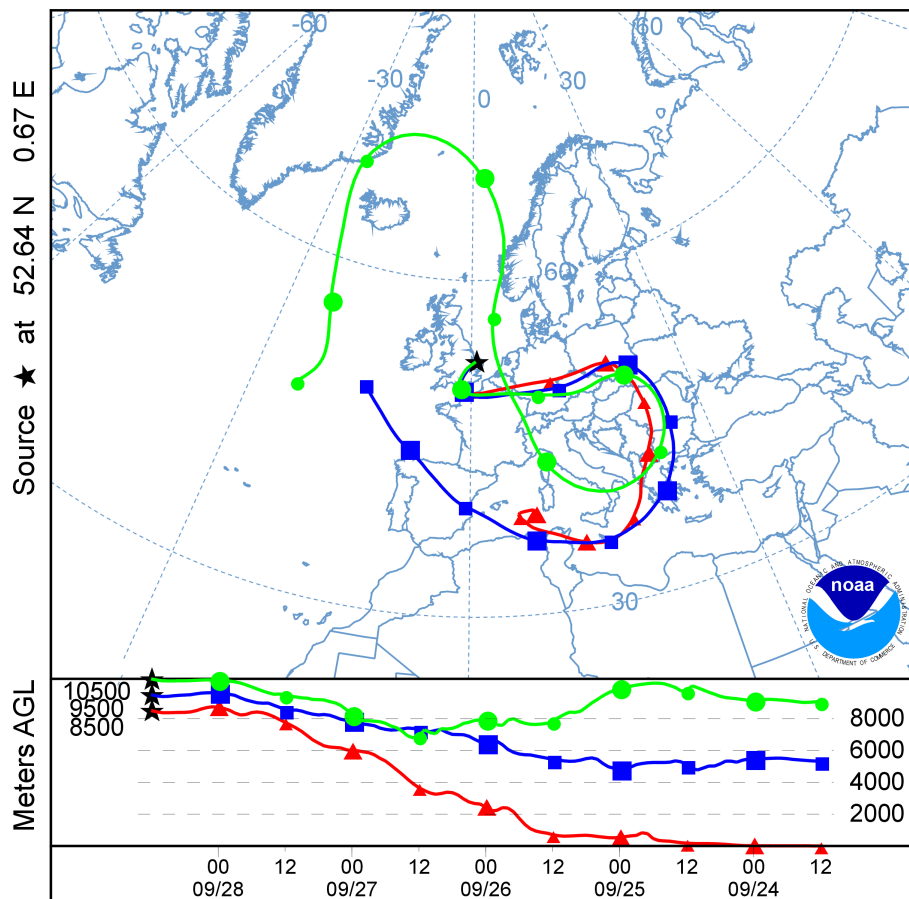 Source ★ at 52.64 N 0.67 E
-60
-30
0
30
60
60
30
noaa
NATIONAL OCEANIC AND ATMOSPHERIC ADMINISTRATION
U.S. DEPARTMENT OF COMMERCE
Meters AGL
10500
9500
8500
8000
6000
4000
2000
00 12 00 12 00 12 00 12 00 12
09/28 09/27 09/26 09/25 09/24